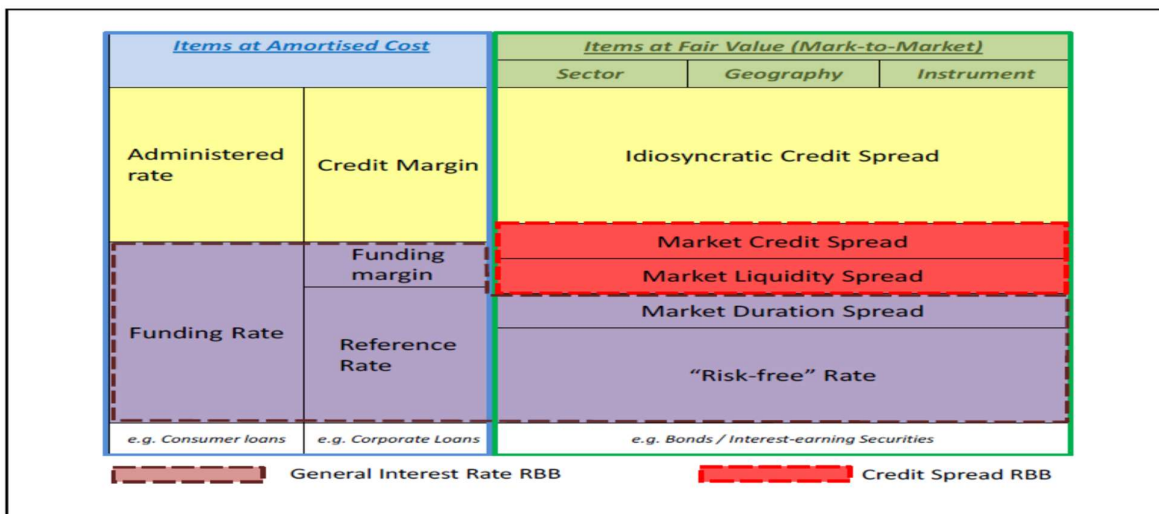 Items at Amortised Cost
Items at Fair Value (Mark-to-Market)
Sector
Geography
Instrument
Administered
rate
Credit Margin
Idiosyncratic Credit Spread
Market Credit Spread
Funding
margin
Market Liquidity Spread
Market Duration Spread
Funding Rate
Reference
Rate
"Risk-free" Rate
e.g. Consumer loans
e.g. Corporate Loans
e.g. Bonds / Interest-earning Securities
General Interest Rate RBB
Credit Spread RBB